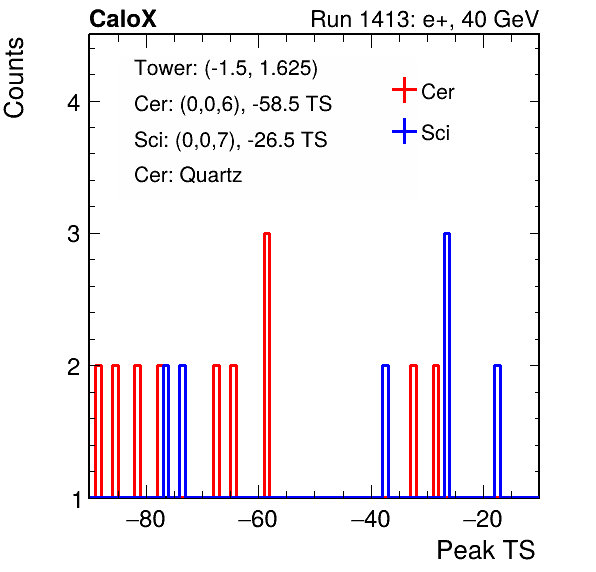 CaloX Run 1413: e+, 40 GeV
Counts
Tower: (-1.5, 1.625)
Cer: (0,0,6), -58.5 TS
Sci: (0,0,7), -26.5 TS
Cer: Quartz
Cer
Sci
4
3
2
1
−80 −60 −40 −20
Peak TS